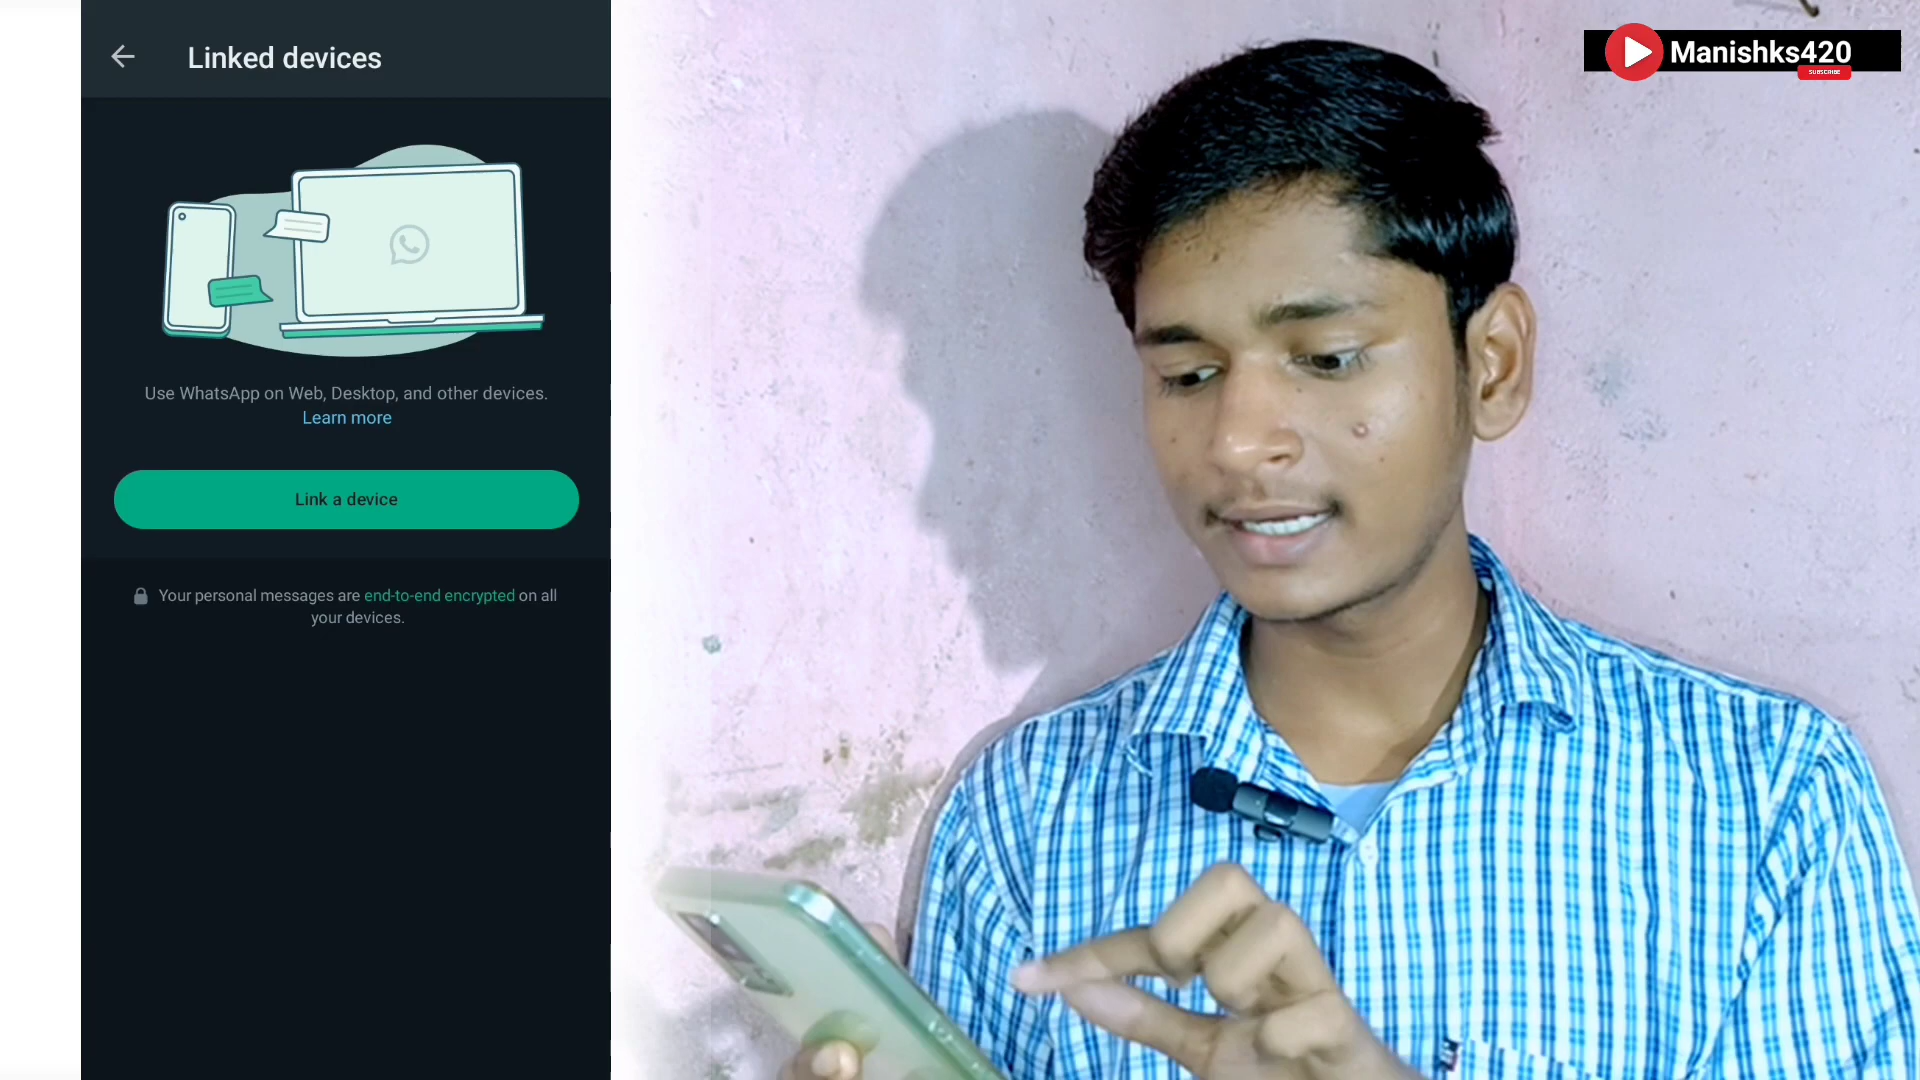 Linked devices
Use WhatsApp on Web, Desktop, and other devices.
Learn more
Link a device
Your personal messages are end-to-end encrypted on all
your devices.
Manishks420
SUBSCRIBE